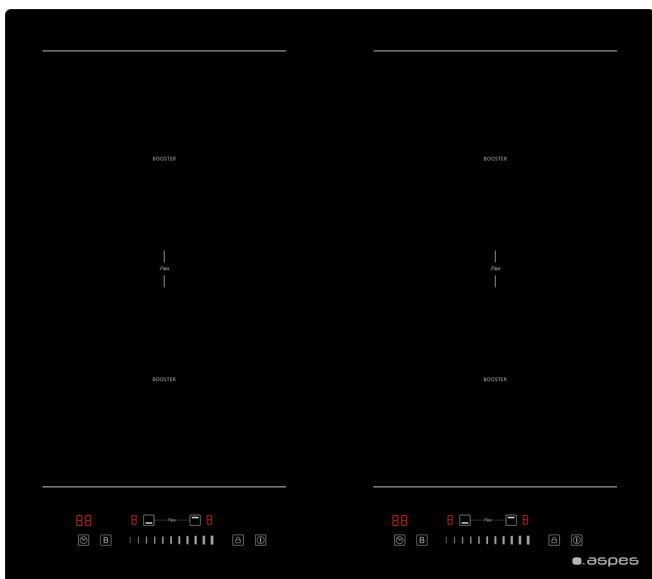 BOOSTER BOOSTER
Flex Flex
BOOSTER BOOSTER
88 8 Flex 8 88 8 Flex 8
B B
aspes